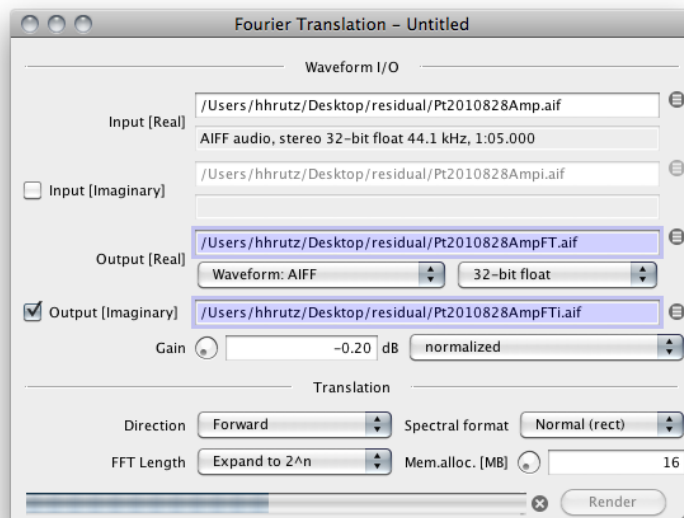 Fourier Translation – Untitled
Waveform I/O
Input [Real]
/Users/hhrutz/Desktop/residual/Pt2010828Amp.aif
AIFF audio, stereo 32-bit float 44.1 kHz, 1:05.000
Input [Imaginary]
/Users/hhrutz/Desktop/residual/Pt2010828Ampi.aif
Output [Real]
/Users/hhrutz/Desktop/residual/Pt2010828AmpFT.aif
Waveform: AIFF 32-bit float
Output [Imaginary]
/Users/hhrutz/Desktop/residual/Pt2010828AmpFTi.aif
Gain -0.20 dB normalized
Translation
Direction Forward Spectral format Normal (rect)
FFT Length Expand to 2^n Mem.alloc. [MB] 16
Render